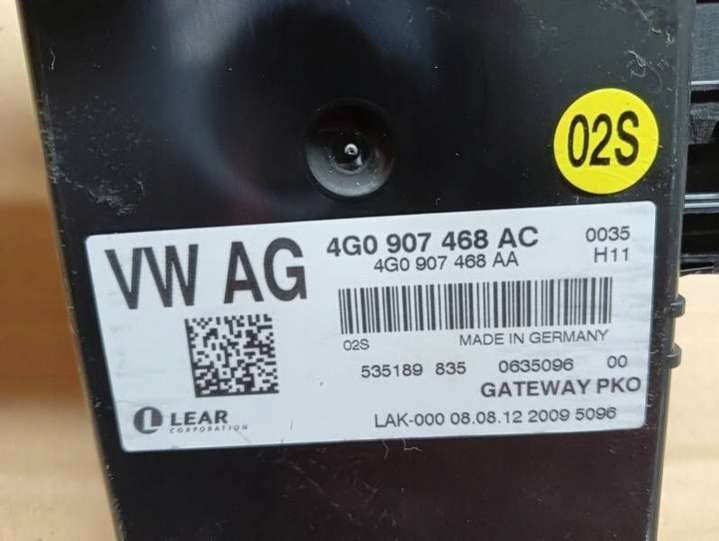 02S
VW AG
4G0 907 468 AC 0035
4G0 907 468 AA H11
02S MADE IN GERMANY
535189 835 0635096 00
GATEWAY PKO
LEAR
CORPORATION
LAK-000 08.08.12 2009 5096